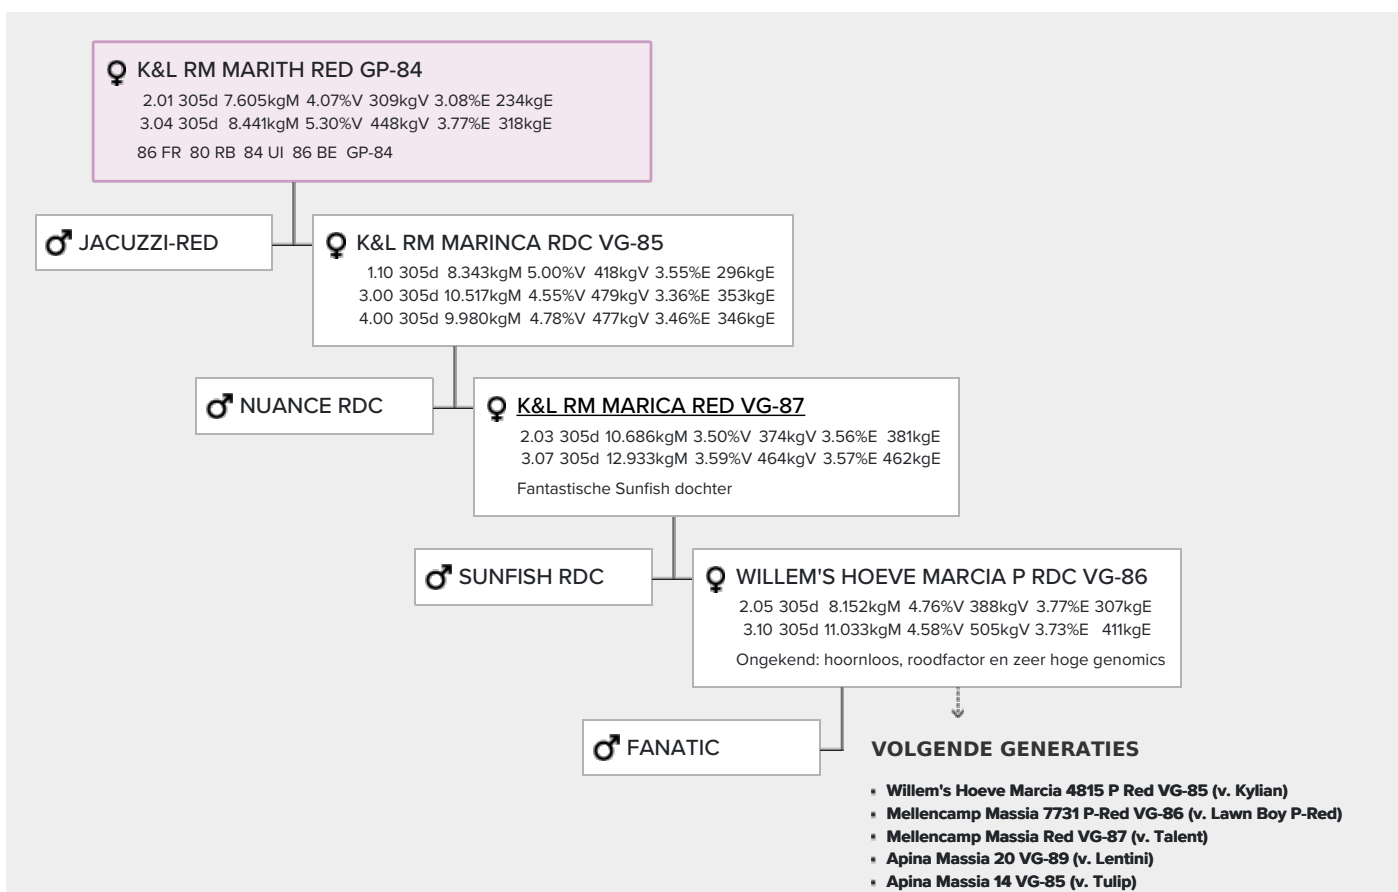 K&L RM MARITH RED GP-84
2.01 305d 7.605kgM 4.07%V 309kgV 3.08%E 234kgE
3.04 305d 8.441kgM 5.30%V 448kgV 3.77%E 318kgE
86 FR 80 RB 84 UI 86 BE GP-84
JACUZZI-RED
K&L RM MARINCA RDC VG-85
1.10 305d 8.343kgM 5.00%V 418kgV 3.55%E 296kgE
3.00 305d 10.517kgM 4.55%V 479kgV 3.36%E 353kgE
4.00 305d 9.980kgM 4.78%V 477kgV 3.46%E 346kgE
NUANCE RDC
K&L RM MARICA RED VG-87
2.03 305d 10.686kgM 3.50%V 374kgV 3.56%E 381kgE
3.07 305d 12.933kgM 3.59%V 464kgV 3.57%E 462kgE
Fantastische Sunfish dochter
SUNFISH RDC
WILLEM'S HOEVE MARCIA P RDC VG-86
2.05 305d 8.152kgM 4.76%V 388kgV 3.77%E 307kgE
3.10 305d 11.033kgM 4.58%V 505kgV 3.73%E 411kgE
Ongekend: hoornloos, roodfactor en zeer hoge genomics
FANATIC
VOLGENDE GENERATIES
Willem's Hoeve Marcia 4815 P Red VG-85 (v. Kylian)
Mellencamp Massia 7731 P-Red VG-86 (v. Lawn Boy P-Red)
Mellencamp Massia Red VG-87 (v. Talent)
Apina Massia 20 VG-89 (v. Lentini)
Apina Massia 14 VG-85 (v. Tulip)